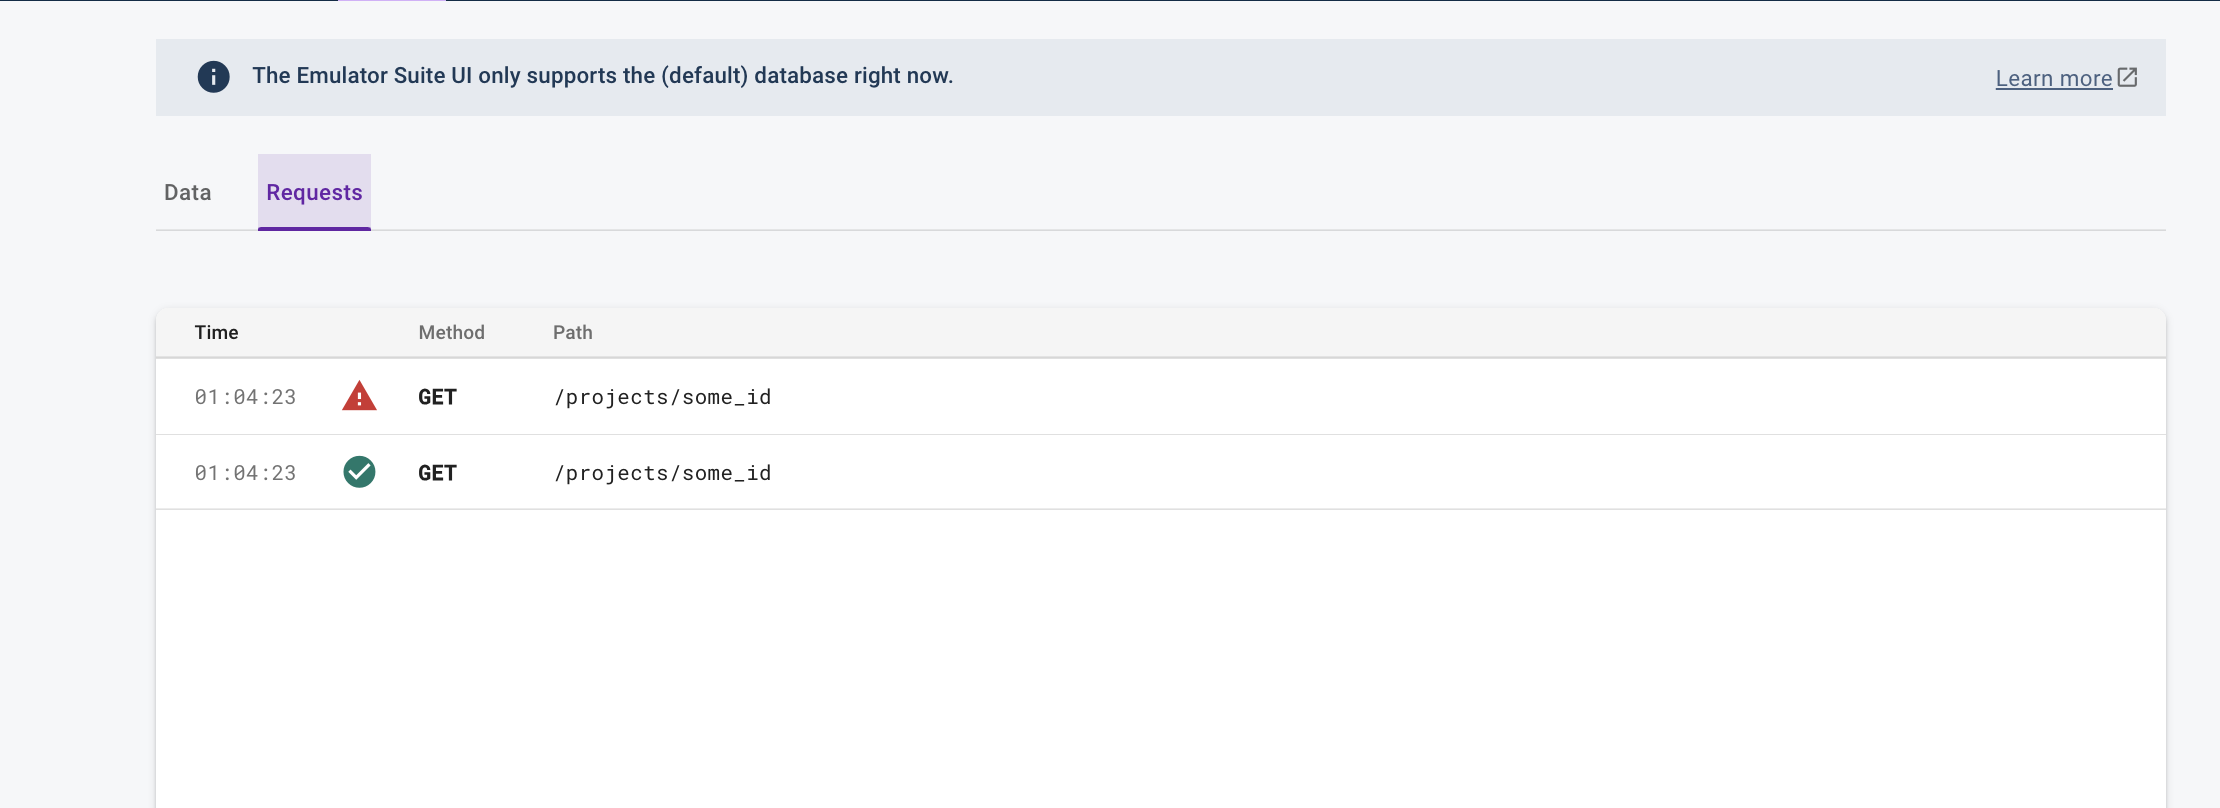 The Emulator Suite UI only supports the (default) database right now.
Learn more
Data Requests
Time Method Path
01:04:23 GET /projects/some_id
01:04:23 GET /projects/some_id